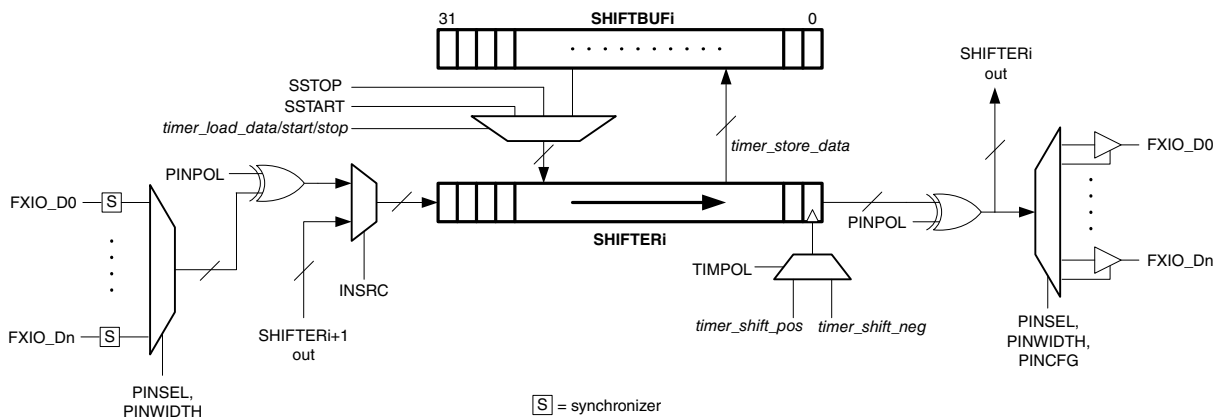 31
SHIFTBUFi
0
SSTOP
SSTART
timer_load_data/start/stop
timer_store_data
SHIFTERi
out
PINPOL
FXIO_D0
S
FXIO_D0
PINPOL
SHIFTERi
TIMPOL
INSRC
FXIO_Dn
FXIO_Dn
S
SHIFTERi+1
out
timer_shift_pos
timer_shift_neg
PINSEL,
PINWIDTH,
PINCFG
PINSEL,
PINWIDTH
S = synchronizer